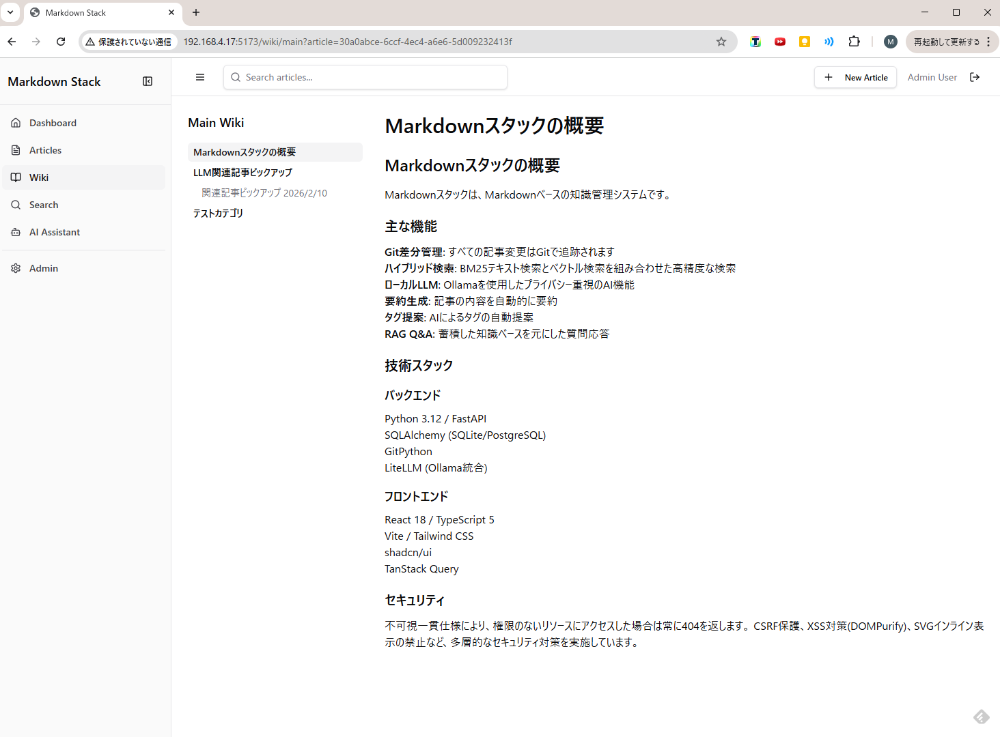 Markdown Stack
保護されていない通信
192.168.4.17:5173/wiki/main?article=30a0abce-6ccf-4ec4-a6e6-5d009232413f
M
再起動して更新する
Markdown Stack
Search articles...
New Article
Admin User
Dashboard
Articles
Wiki
Search
AI Assistant
Admin
Main Wiki
Markdownスタックの概要
LLM関連記事ピックアップ
関連記事ピックアップ 2026/2/10
テストカテゴリ
Markdownスタックの概要
Markdownスタックの概要
Markdownスタックは、Markdownベースの知識管理システムです。
主な機能
Git差分管理: すべての記事変更はGitで追跡されます
ハイブリッド検索: BM25テキスト検索とベクトル検索を組み合わせた高精度な検索
ローカルLLM: Ollamaを使用したプライバシー重視のAI機能
要約生成: 記事の内容を自動的に要約
タグ提案: AIによるタグの自動提案
RAG Q&A: 蓄積した知識ベースを元にした質問応答
技術スタック
バックエンド
Python 3.12 / FastAPI
SQLAlchemy (SQLite/PostgreSQL)
GitPython
LiteLLM (Ollama統合)
フロントエンド
React 18 / TypeScript 5
Vite / Tailwind CSS
shadcn/ui
TanStack Query
セキュリティ
不可視一貫仕様により、権限のないリソースにアクセスした場合は常に404を返します。 CSRF保護、XSS対策(DOMPurify)、SVGインライン表
示の禁止など、多層的なセキュリティ対策を実施しています。